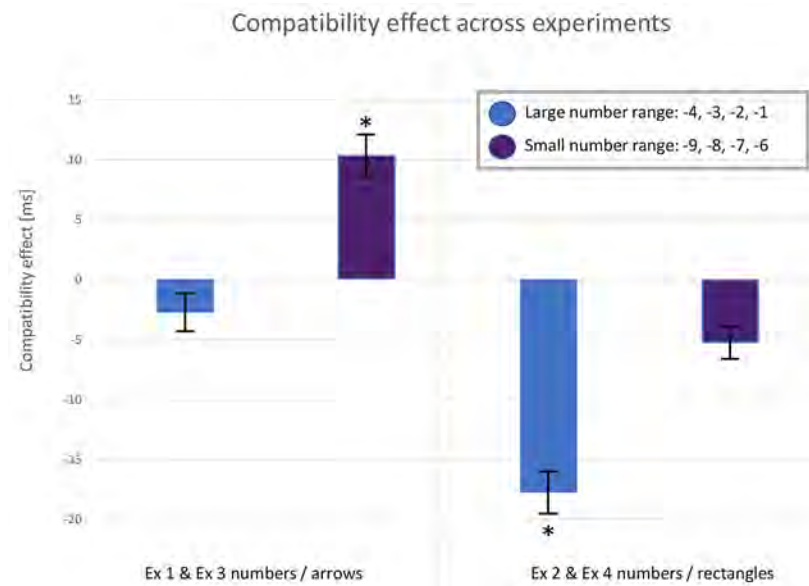 Compatibility effect across experiments
Large number range: -4, -3, -2, -1
Small number range: -9, -8, -7, -6
Compatibility effect [ms]
15
10
5
0
-5
-10
-15
-20
*
*
Ex 1 & Ex 3 numbers / arrows
Ex 2 & Ex 4 numbers / rectangles